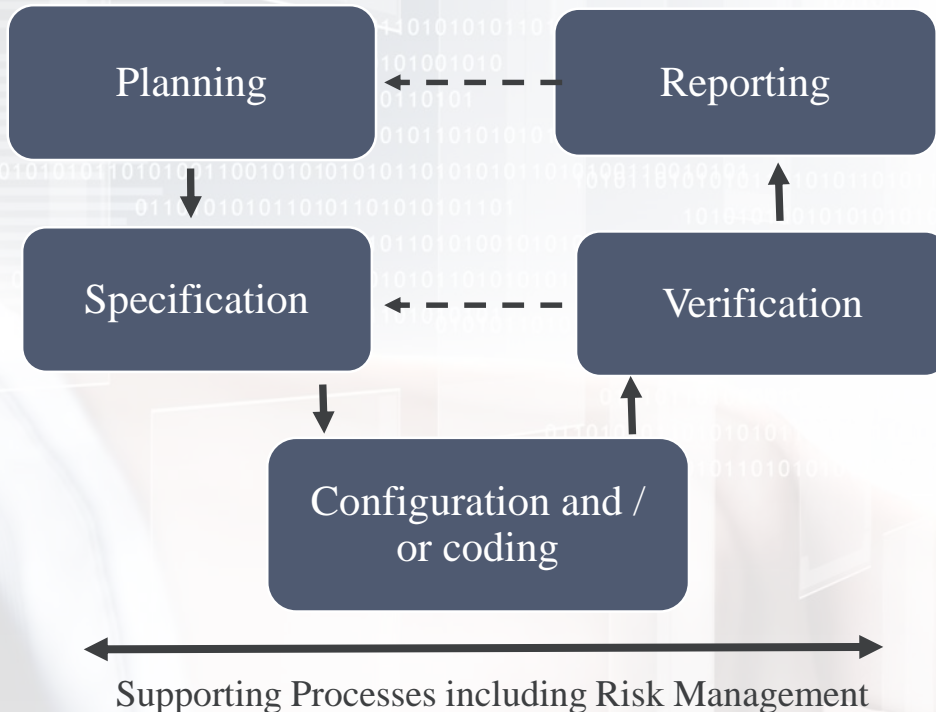 Planning
Reporting
Specification
Verification
Configuration and /
or coding
Supporting Processes including Risk Management